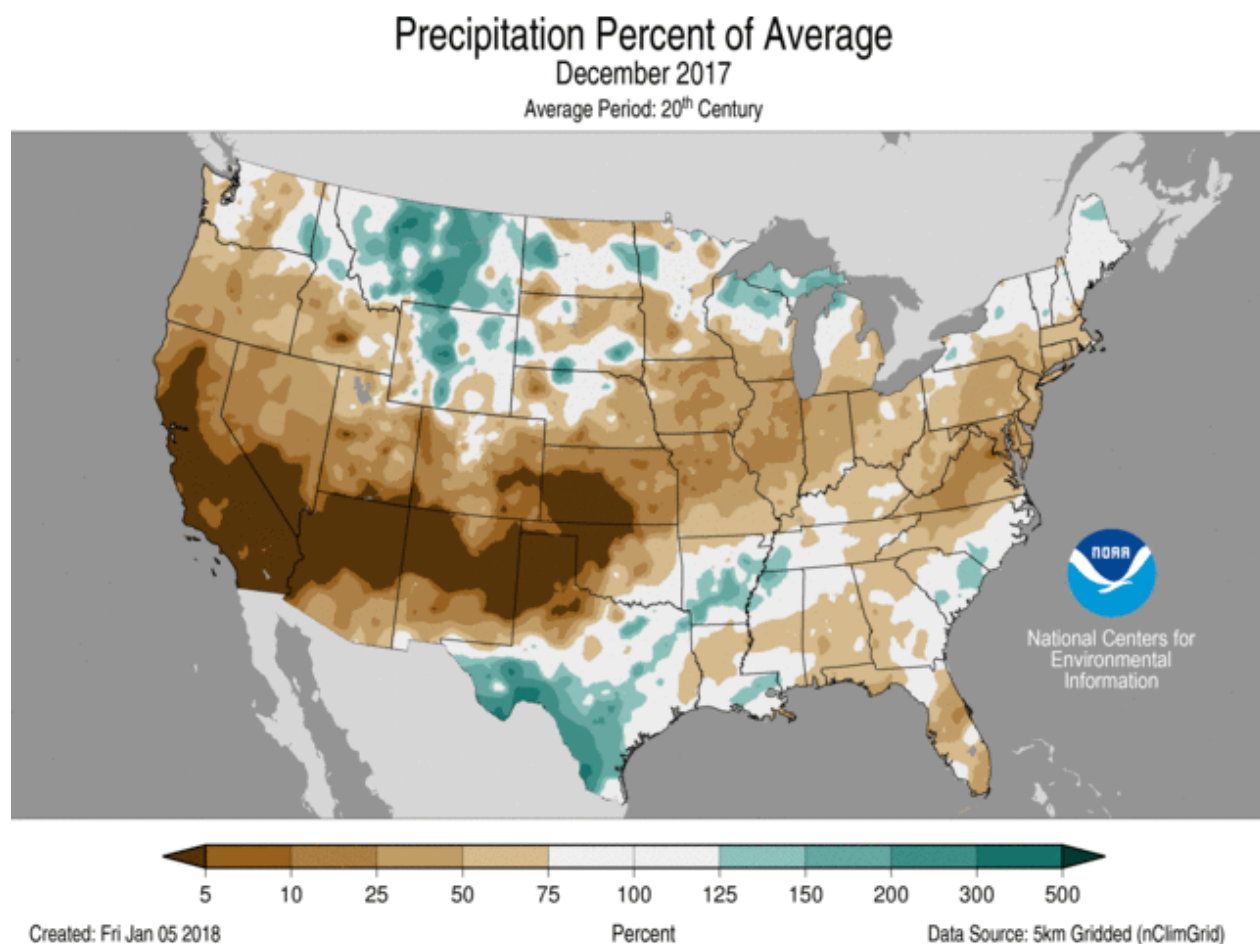 Precipitation Percent of Average
December 2017
Average Period: 20th Century
NOAA
National Centers for
Environmental
Information
5 10 25 50 75 100 125 150 200 300 500
Created: Fri Jan 05 2018 Percent Data Source: 5km Gridded (nClimGrid)